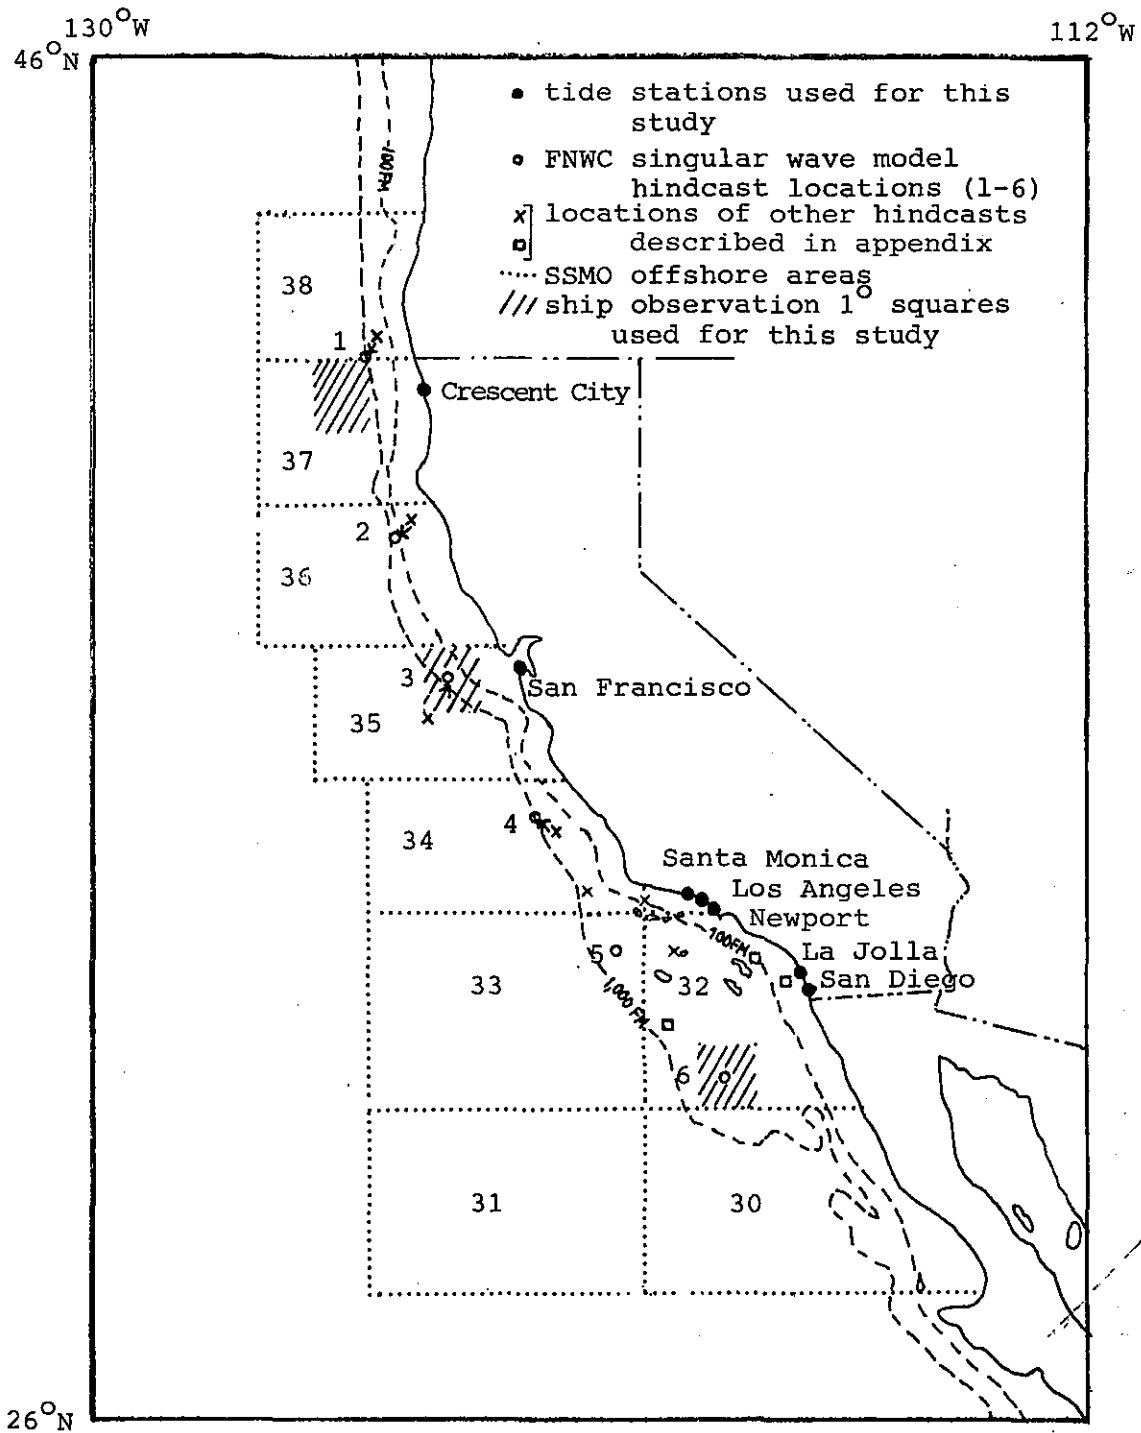 130°W
112°W
46°N
• tide stations used for this
study
o FNWC singular wave model
hindcast locations (1-6)
x] locations of other hindcasts
□] described in appendix
..... SSMO offshore areas
/// ship observation 1° squares
used for this study
100FM
38
1
Crescent City
37
2
36
3
San Francisco
35
4
34
Santa Monica
Los Angeles
Newport
100FM
La Jolla
5
San Diego
33
32
1,000 FM
6
31
30
26°N